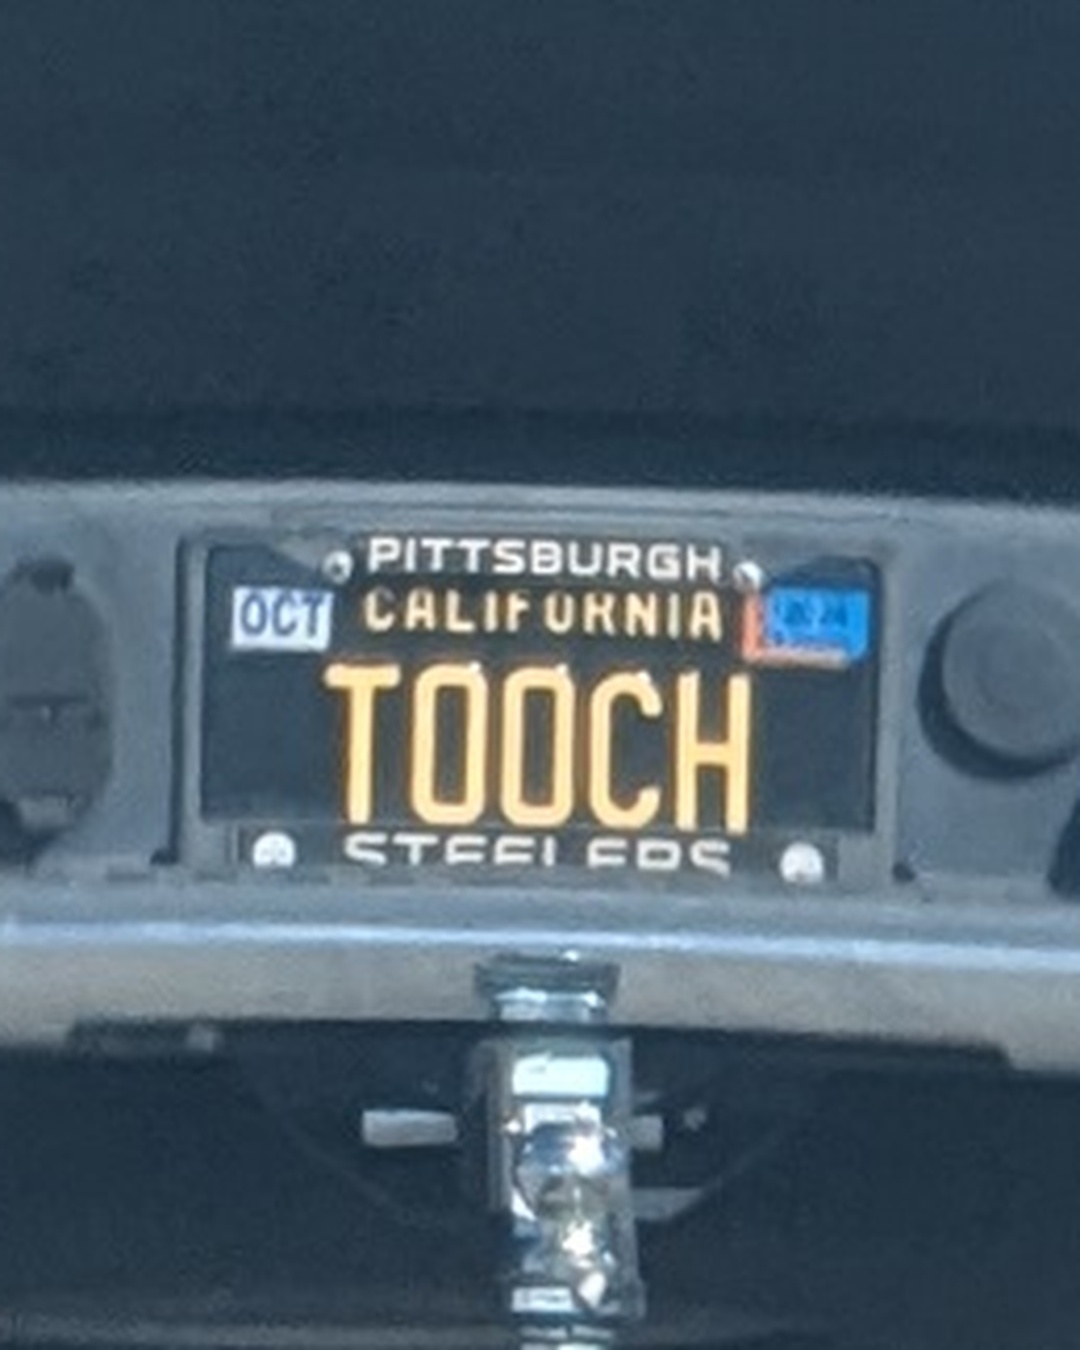 PITTSBURGH
OCT CALIFORNIA
TOOCH
STEELERS